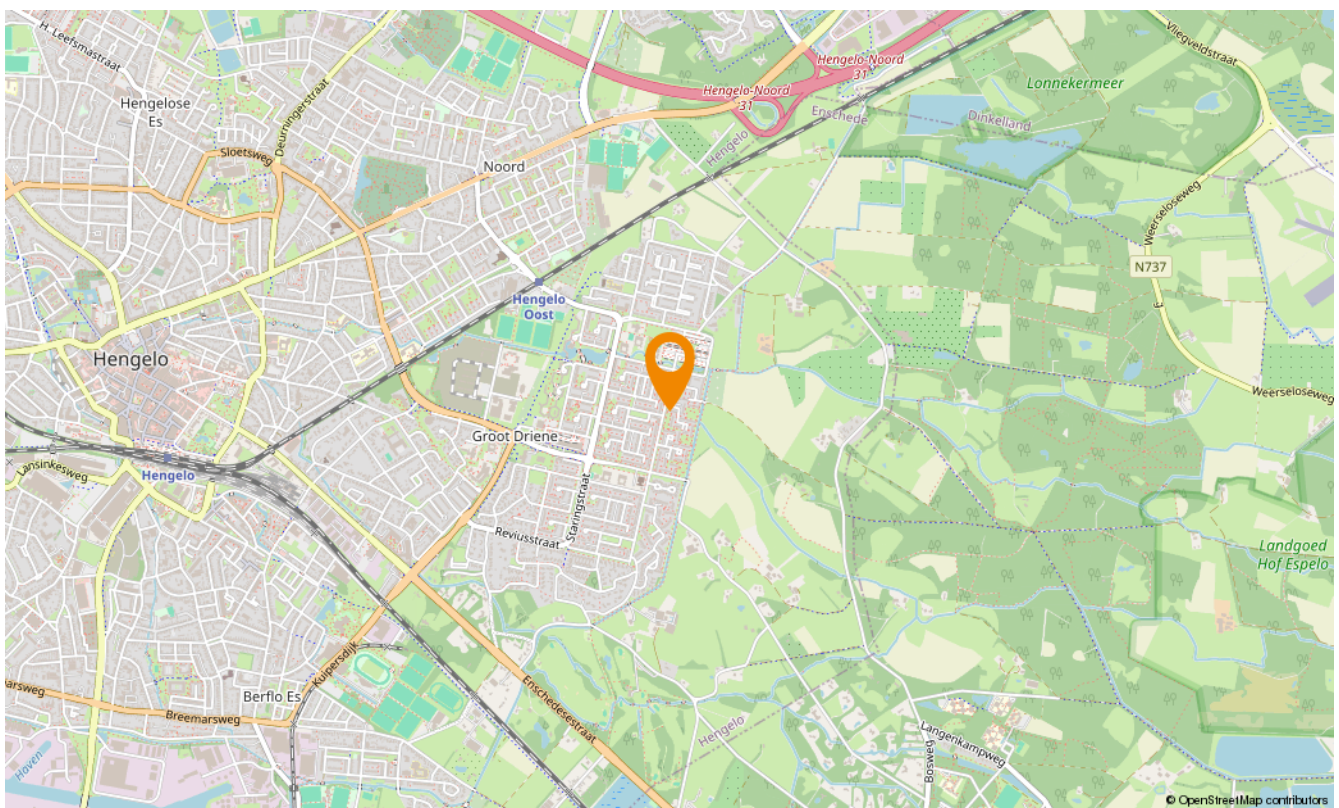 H. Leefsmastraat
Hengelose
Es
Deurningerstraat
Sloetsweg
Noord
Hengelo-Noord
31
Hengelo-Noord
31
Enschede
Hengelo
Dinkelland
Lonnekermeer
Vliegveldstraat
Weerseloseweg
N737
Weerseloseweg
Hengelo
Oost
Hengelo
Groot Driene
Hengelo
Lansinkesweg
Staringstraat
Reviusstraat
Landgoed
Hof Espelo
Kuipersdijk
Berflo Es
Breemarsweg
Enschedesestraat
Hengelo
Langenkampweg
Bosweg
Haven
© OpenStreetMap contributors